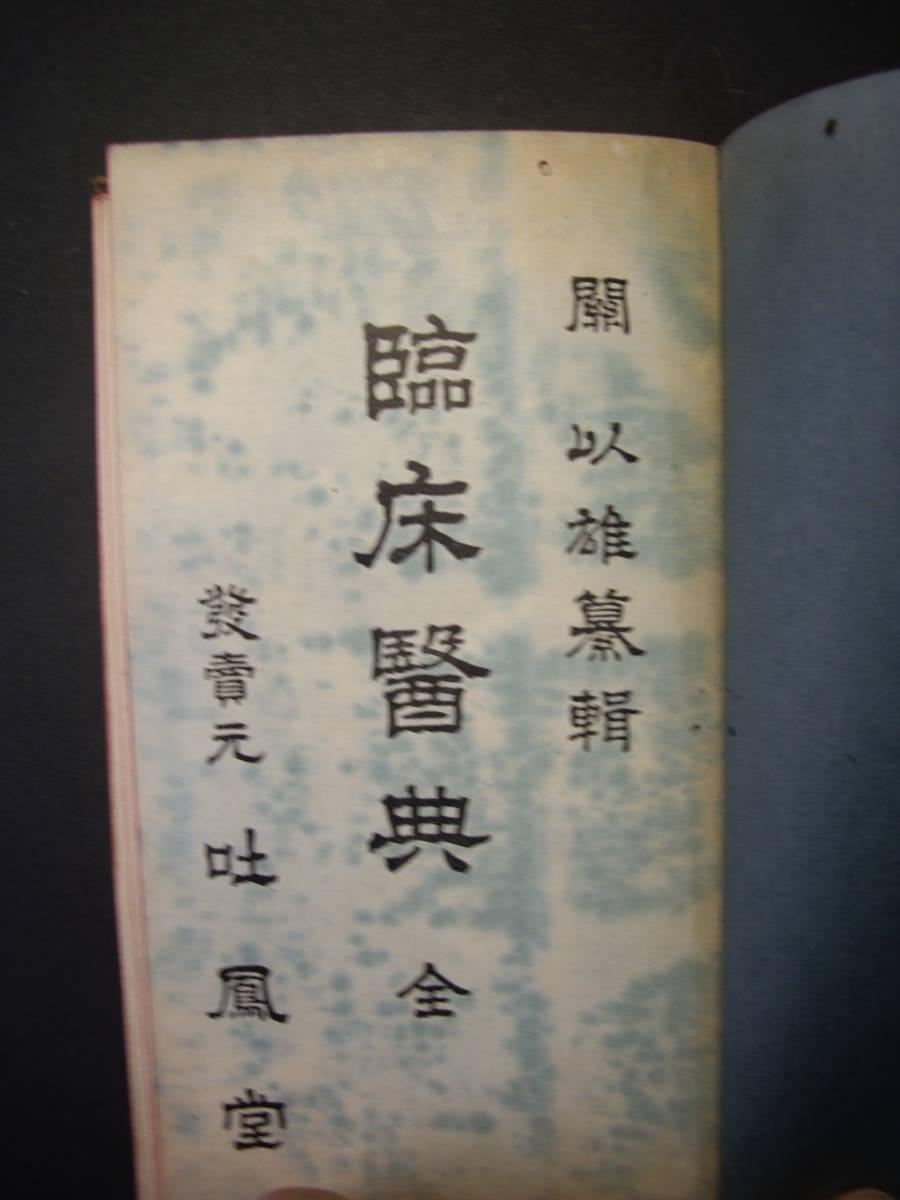 關以雄纂輯
臨床醫典 全
發賣元 吐鳳堂